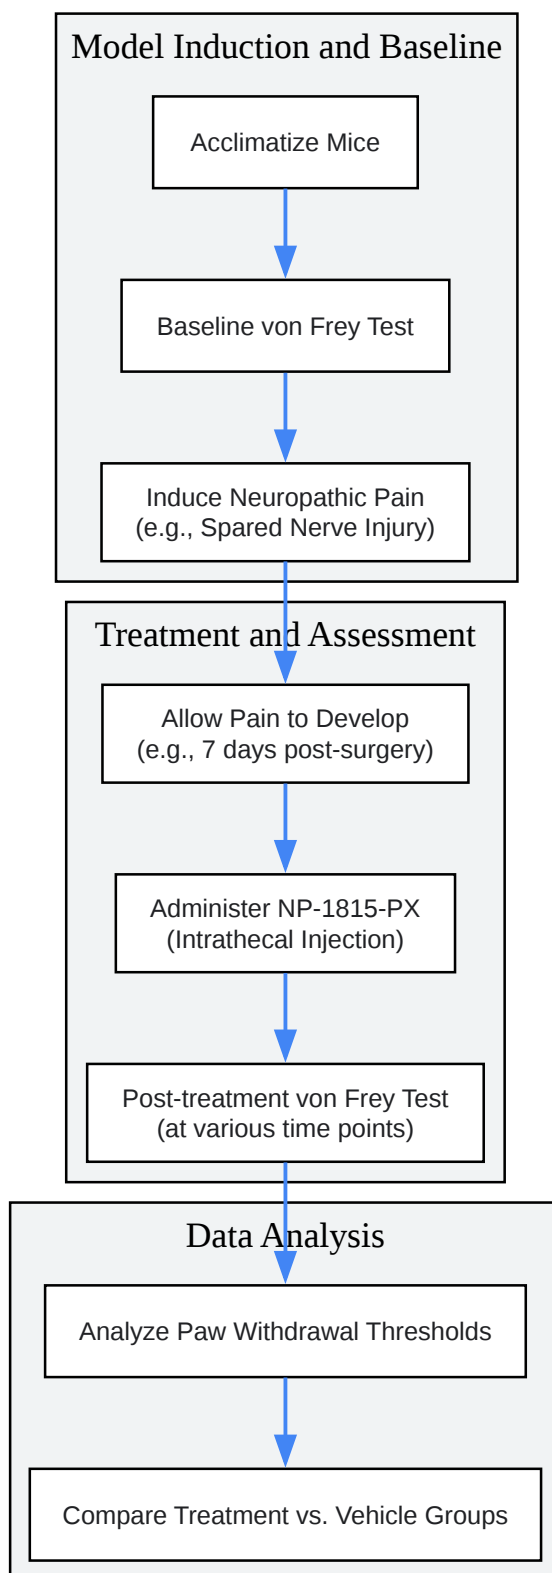 Model Induction and Baseline
Acclimatize Mice
Baseline von Frey Test
Induce Neuropathic Pain
(e.g., Spared Nerve Injury)
Treatment and Assessment
Allow Pain to Develop
(e.g., 7 days post-surgery)
Administer NP-1815-PX
(Intrathecal Injection)
Post-treatment von Frey Test
(at various time points)
Data Analysis
Analyze Paw Withdrawal Thresholds
Compare Treatment vs. Vehicle Groups